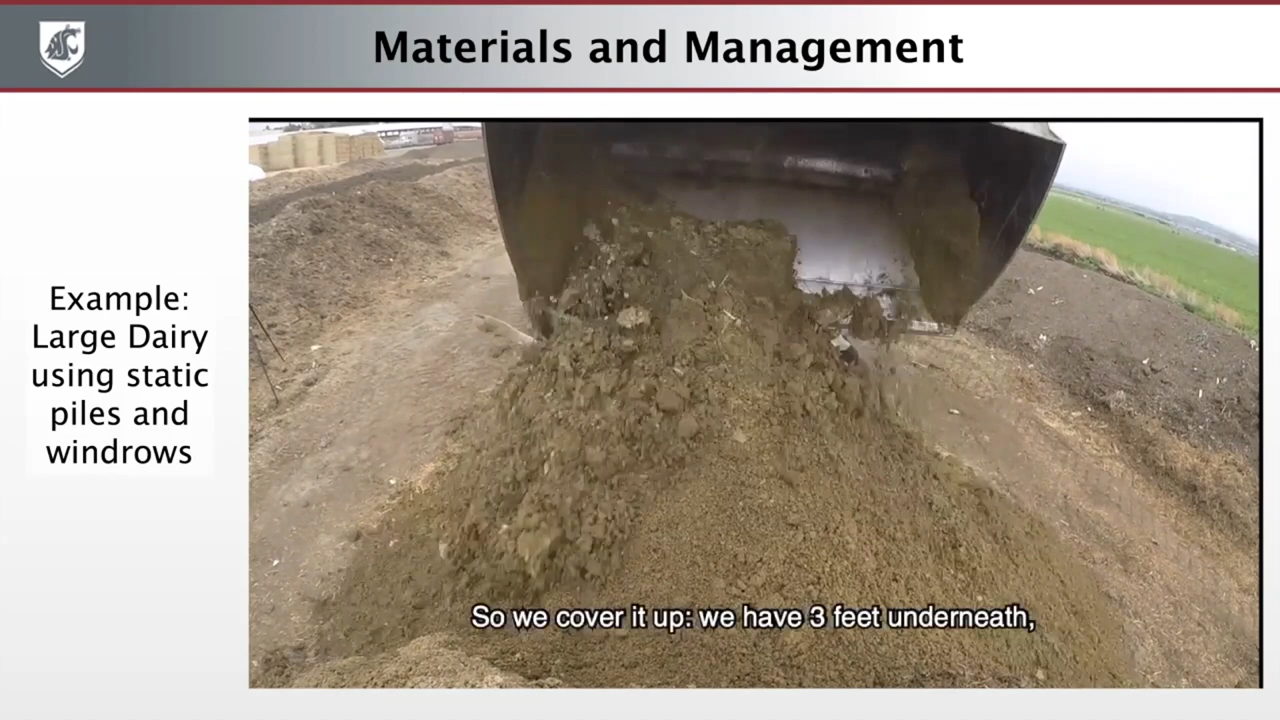 Materials and Management
Example:
Large Dairy
using static
piles and
windrows
So we cover it up: we have 3 feet underneath,